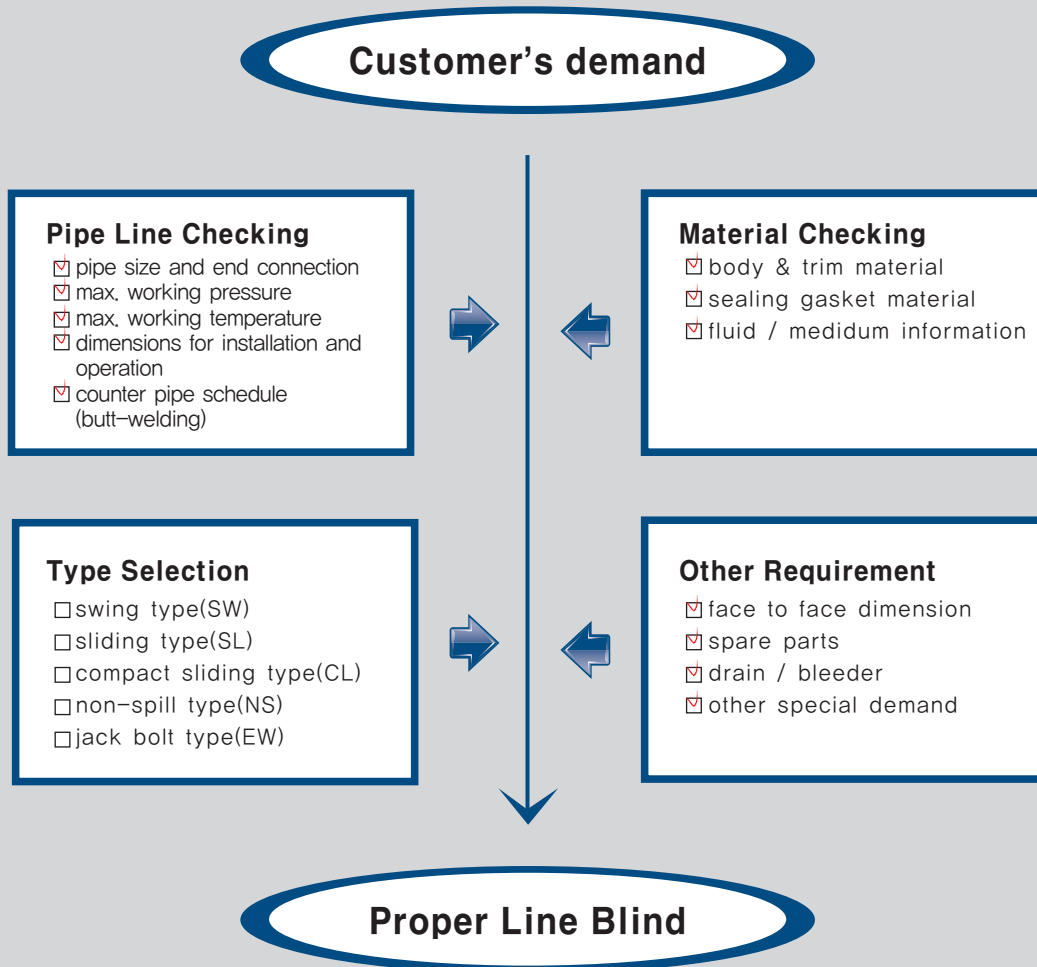 Customer's demand
Pipe Line Checking
pipe size and end connection
max. working pressure
max. working temperature
dimensions for installation and
operation
counter pipe schedule
(butt-welding)
Material Checking
body & trim material
sealing gasket material
fluid / medidum information
Type Selection
swing type(SW)
sliding type(SL)
compact sliding type(CL)
non-spill type(NS)
jack bolt type(EW)
Other Requirement
face to face dimension
spare parts
drain / bleeder
other special demand
Proper Line Blind